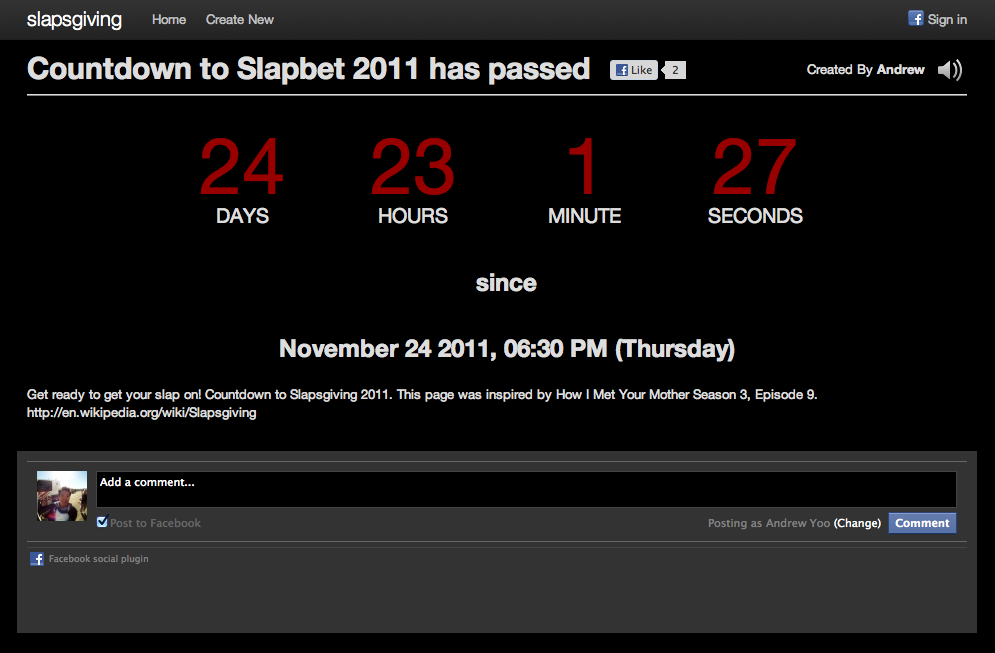 slapsgiving Home Create New Sign in
Countdown to Slapbet 2011 has passed Like 2 Created By Andrew
24 23 1 27
DAYS HOURS MINUTE SECONDS
since
November 24 2011, 06:30 PM (Thursday)
Get ready to get your slap on! Countdown to Slapsgiving 2011. This page was inspired by How I Met Your Mother Season 3, Episode 9.
http://en.wikipedia.org/wiki/Slapsgiving
Add a comment...
Post to Facebook Posting as Andrew Yoo (Change) Comment
Facebook social plugin